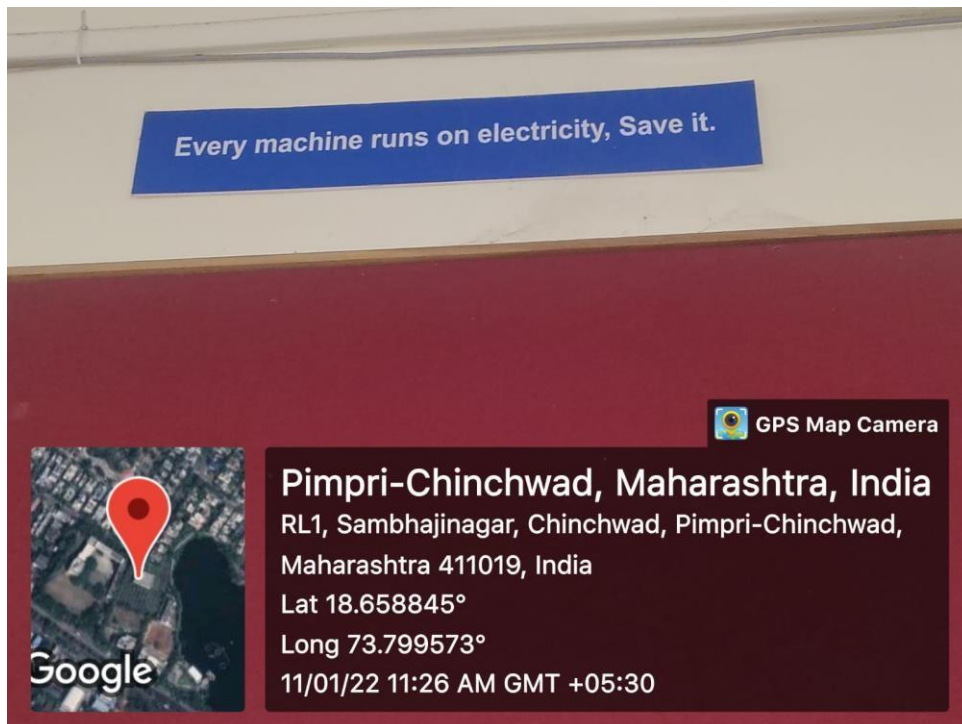 Every machine runs on electricity, Save it.
GPS Map Camera
Pimpri-Chinchwad, Maharashtra, India
RL1, Sambhajinagar, Chinchwad, Pimpri-Chinchwad,
Maharashtra 411019, India
Lat 18.658845°
Long 73.799573°
11/01/22 11:26 AM GMT +05:30
Google